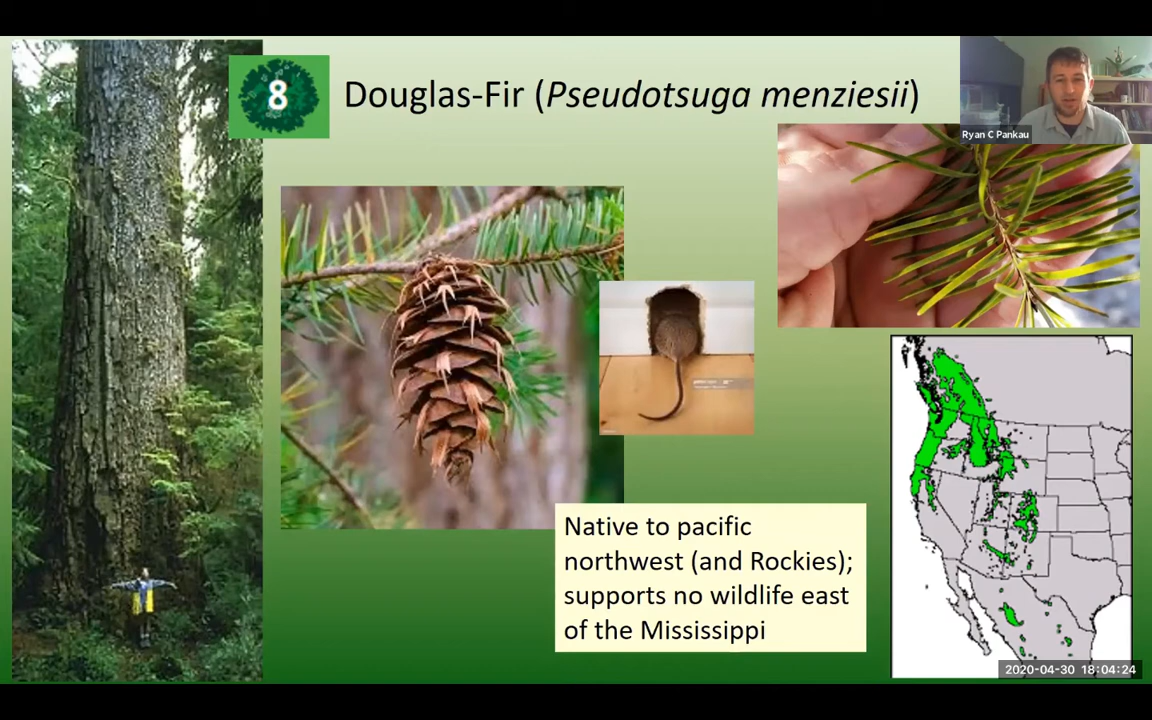 8
Douglas-Fir (Pseudotsuga menziesii)
Ryan C Pankau
Native to pacific
northwest (and Rockies);
supports no wildlife east
of the Mississippi
2020-04-30 18:04:24